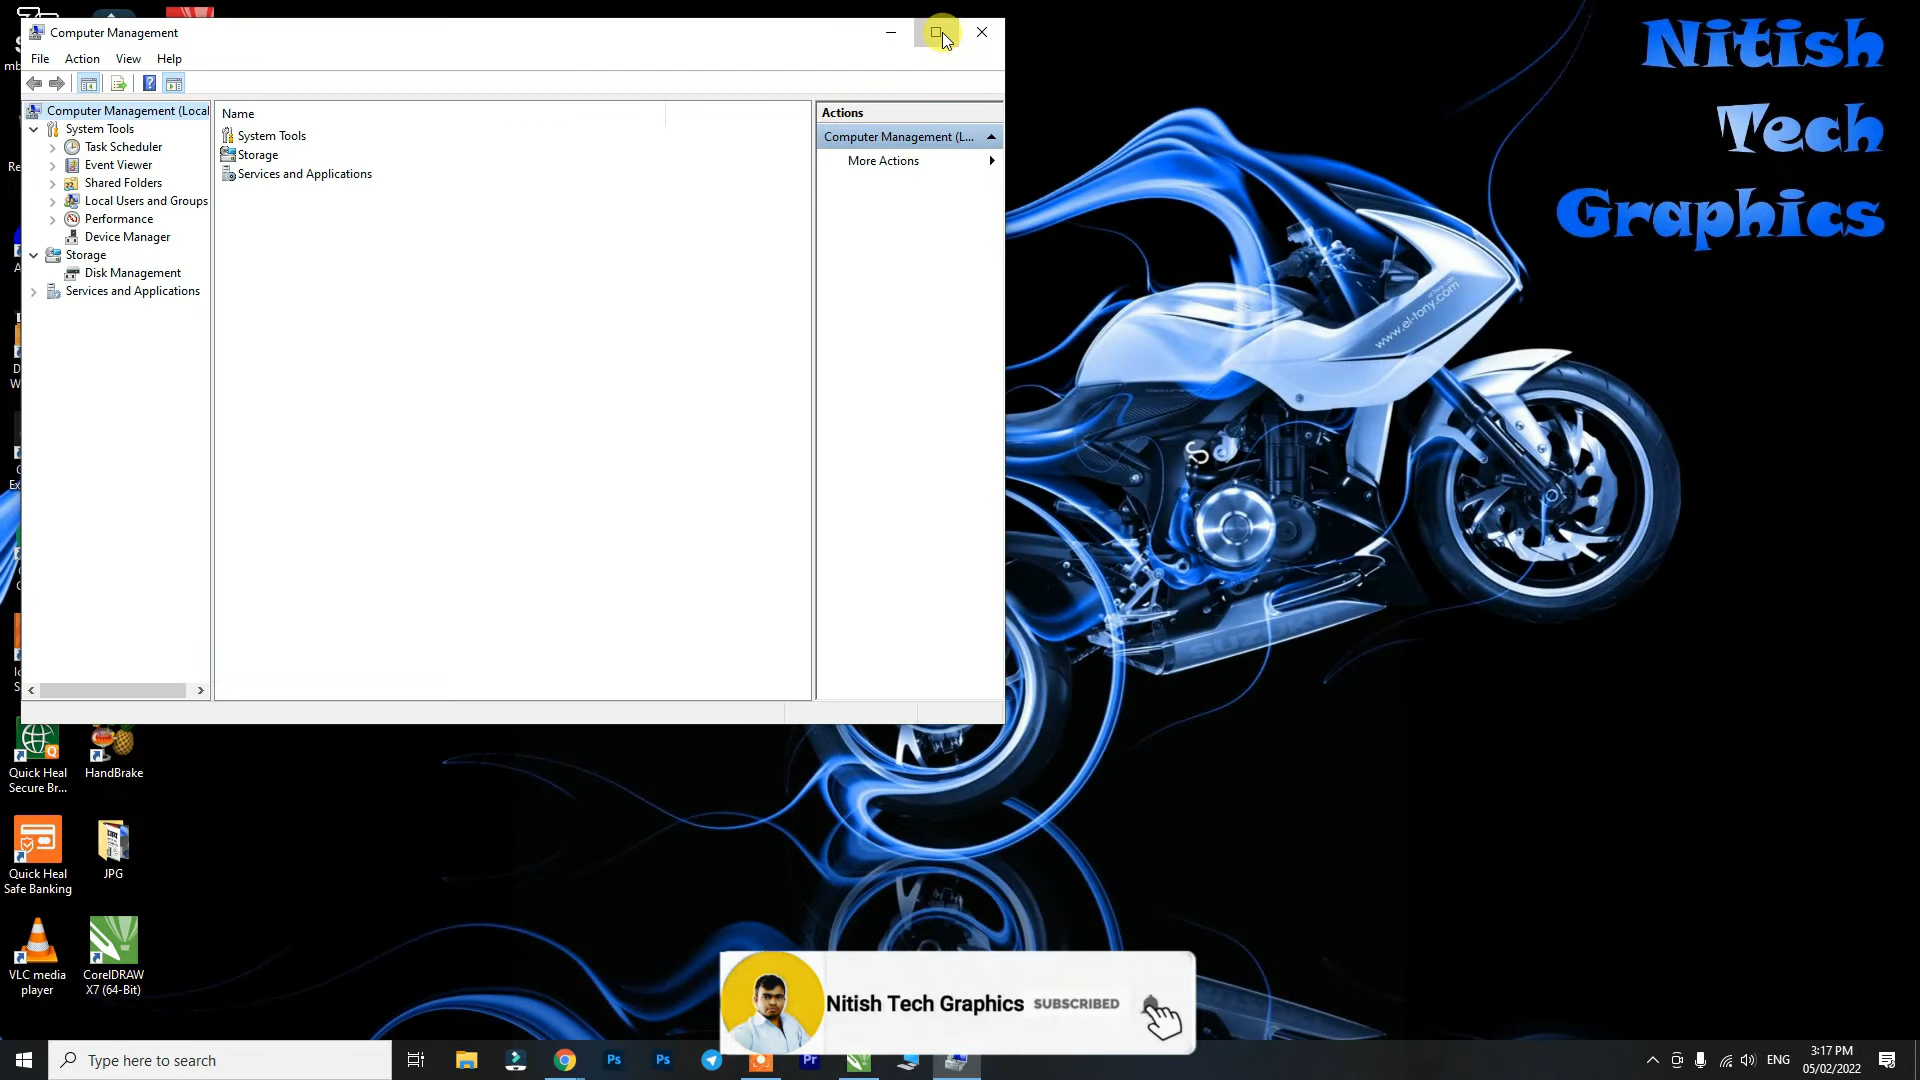 Computer Management
File Action View Help
Computer Management (Local
System Tools
Task Scheduler
Event Viewer
Shared Folders
Local Users and Groups
Performance
Device Manager
Storage
Disk Management
Services and Applications
Name
System Tools
Storage
Services and Applications
Actions
Computer Management (L...
More Actions
Nitish
Tech
Graphics
www.el-tony.com
SUZUKI
Quick Heal
Secure Br...
HandBrake
Quick Heal
Safe Banking
JPG
VLC media
player
CorelDRAW
X7 (64-Bit)
Nitish Tech Graphics SUBSCRIBED
Type here to search
Ps
Ps
Pr
ENG
3:17 PM
05/02/2022